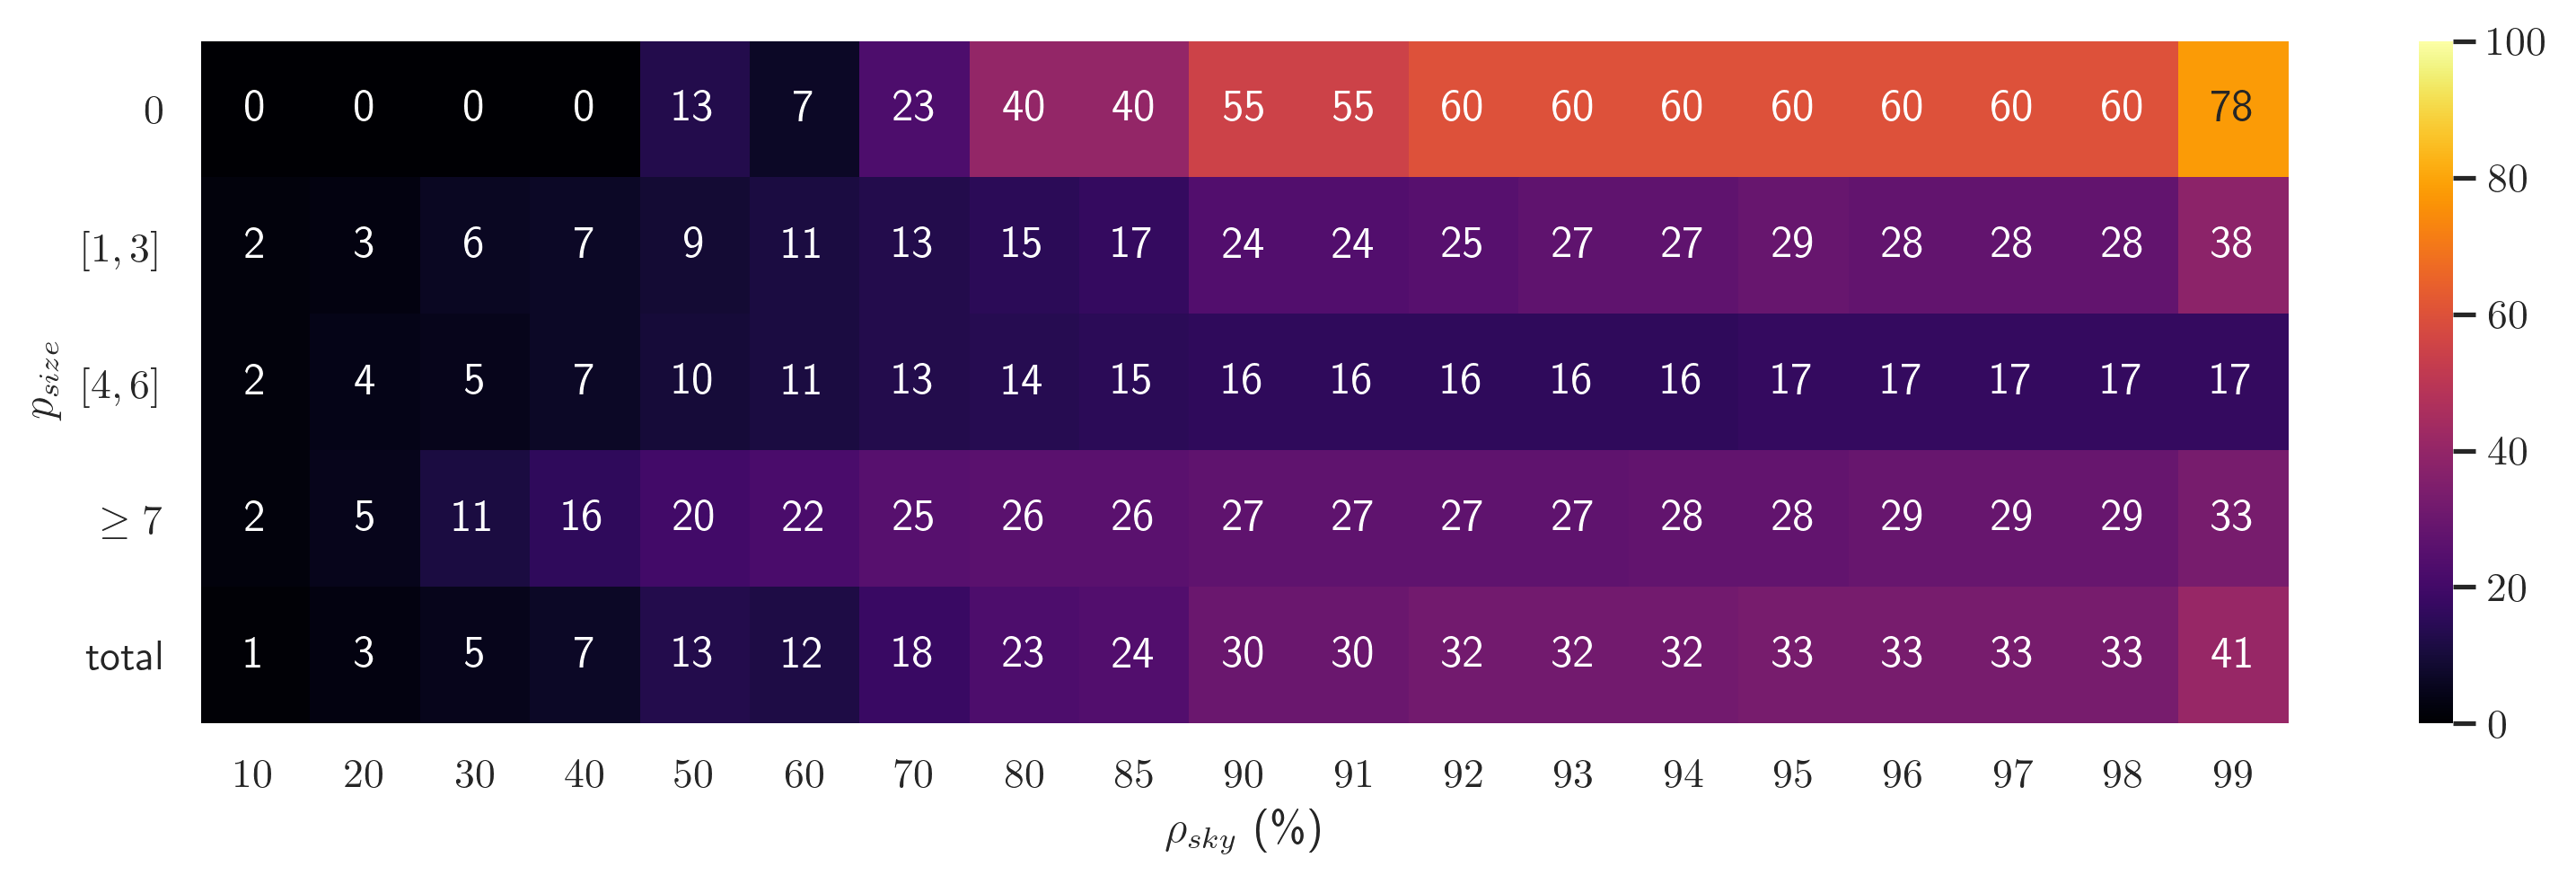 0 0 0 0 0 13 7 23 40 40 55 55 60 60 60 60 60 60 60 78
[1, 3] 2 3 6 7 9 11 13 15 17 24 24 25 27 27 29 28 28 28 38
[4, 6] 2 4 5 7 10 11 13 14 15 16 16 16 16 16 17 17 17 17 17
≥ 7 2 5 11 16 20 22 25 26 26 27 27 27 27 28 28 29 29 29 33
total 1 3 5 7 13 12 18 23 24 30 30 32 32 32 33 33 33 33 41
10 20 30 40 50 60 70 80 85 90 91 92 93 94 95 96 97 98 99
ρsky (%)
psize
100
80
60
40
20
0